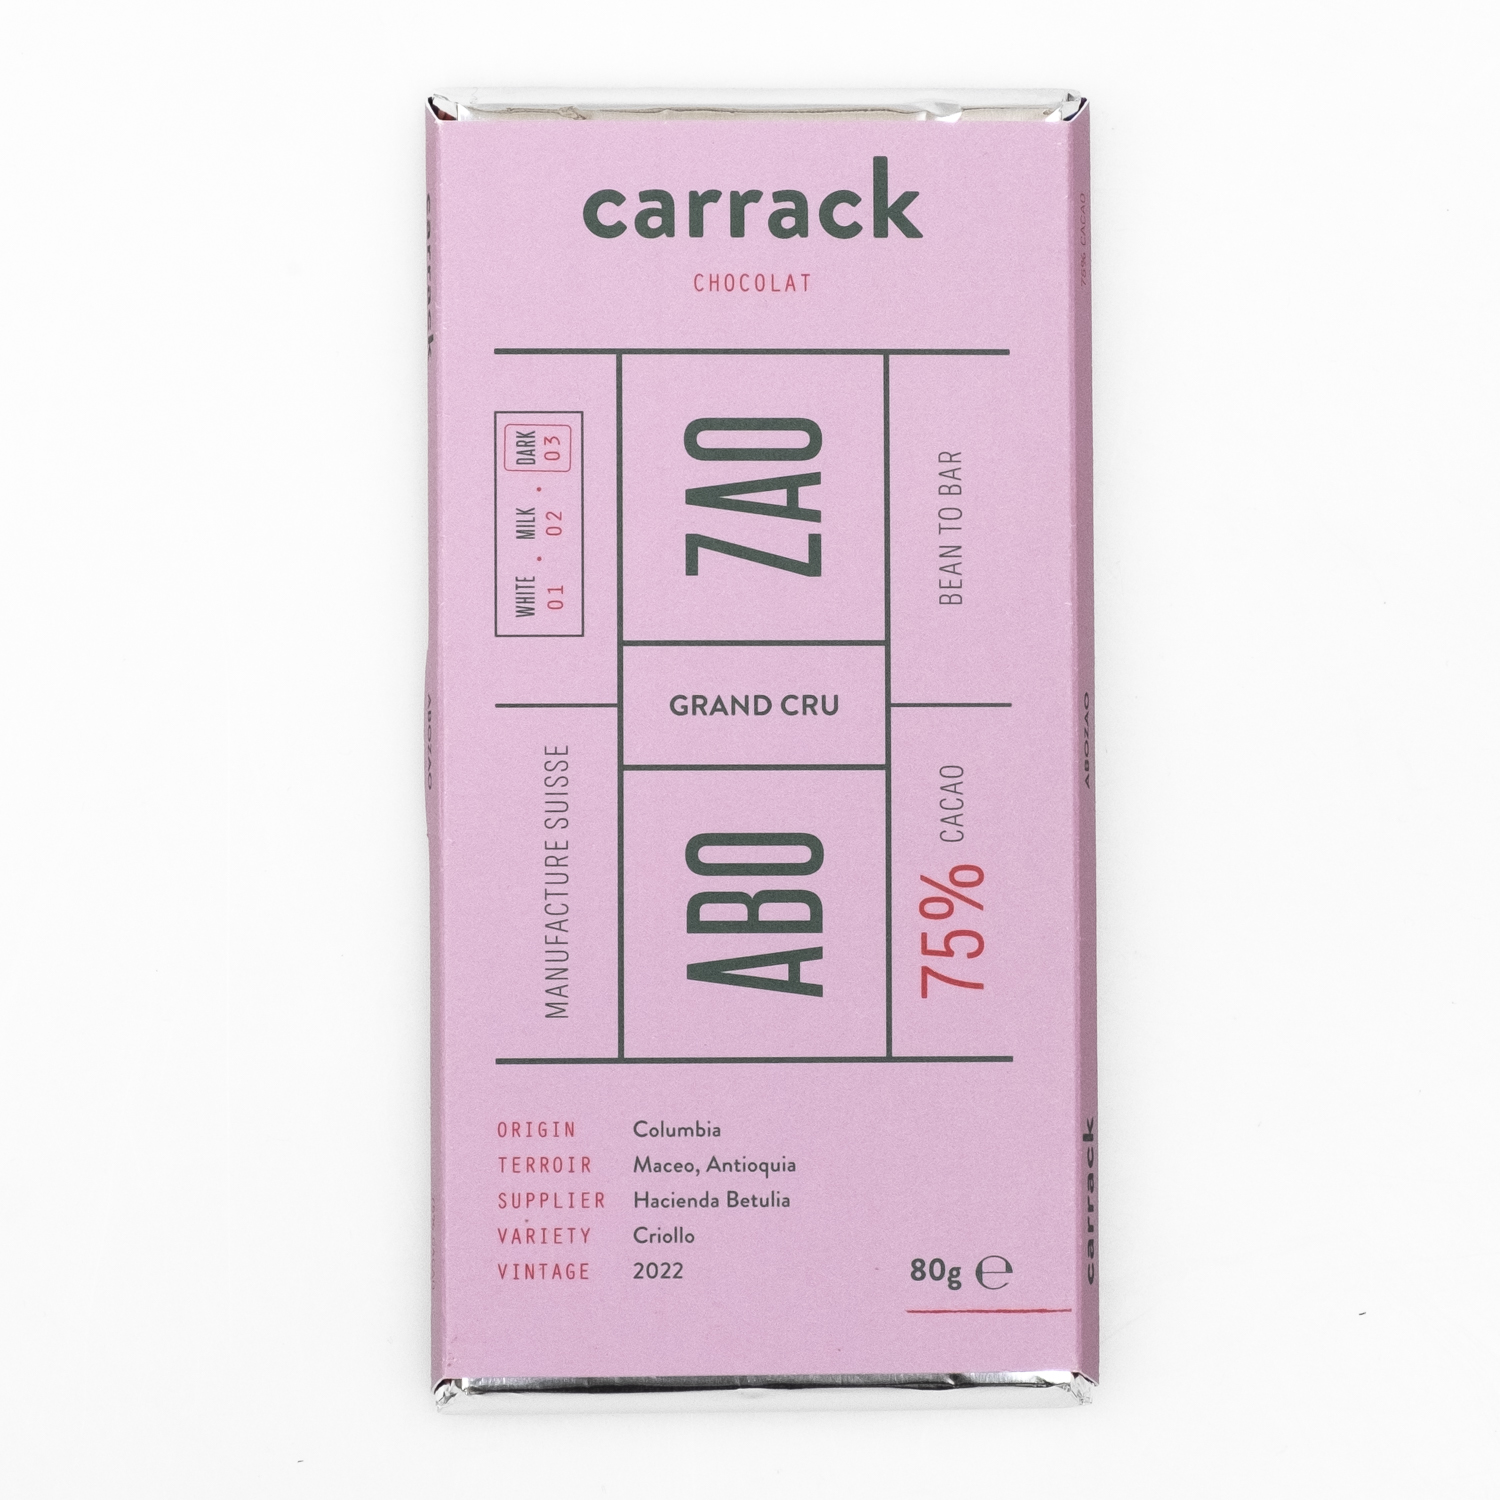 carrack
CHOCOLAT
WHITE · MILK · DARK
01 · 02 · 03
MANUFACTURE SUISSE
ABO ZAO
GRAND CRU
BEAN TO BAR
75% CACAO
ORIGIN Columbia
TERROIR Maceo, Antioquia
SUPPLIER Hacienda Betulia
VARIETY Criollo
VINTAGE 2022
80g ℮
carrack
ABOZAO
75% CACAO
carrack
ABOZAO